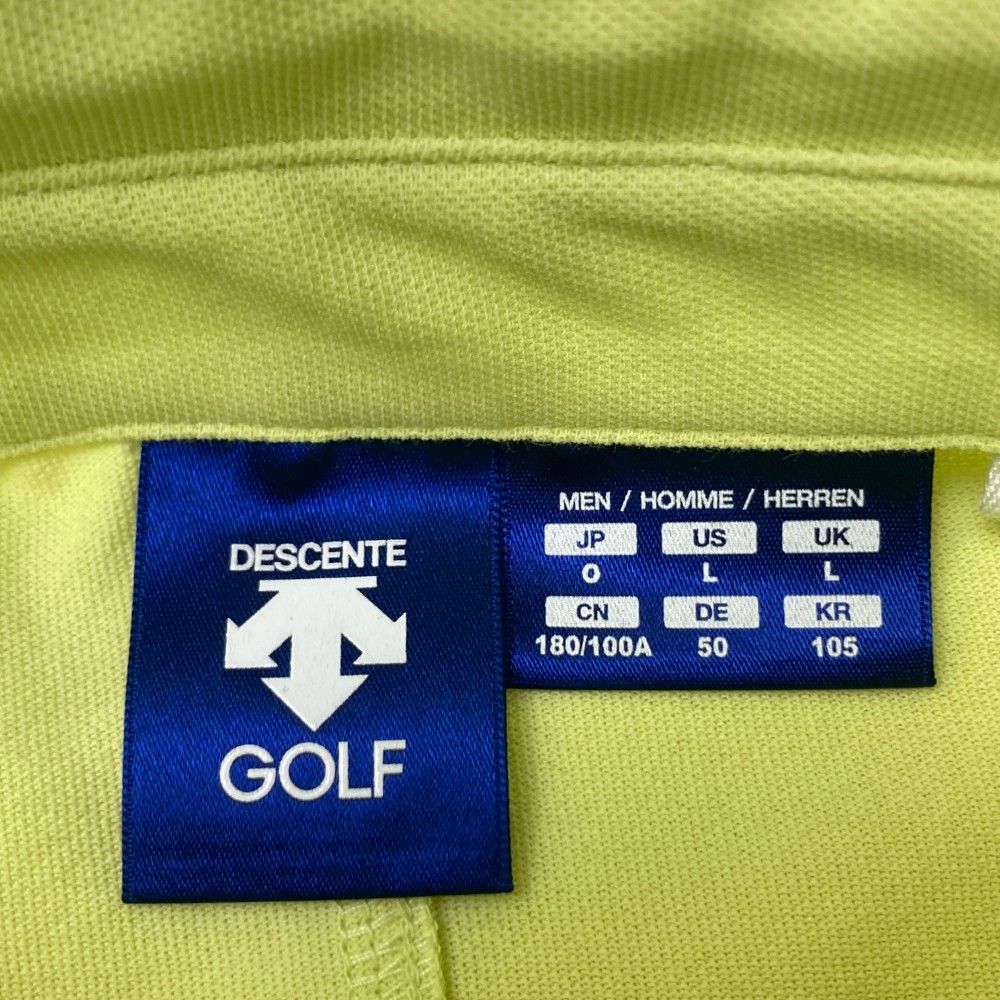 DESCENTE
GOLF
MEN / HOMME / HERREN
JP US UK
O L L
CN DE KR
180/100A 50 105